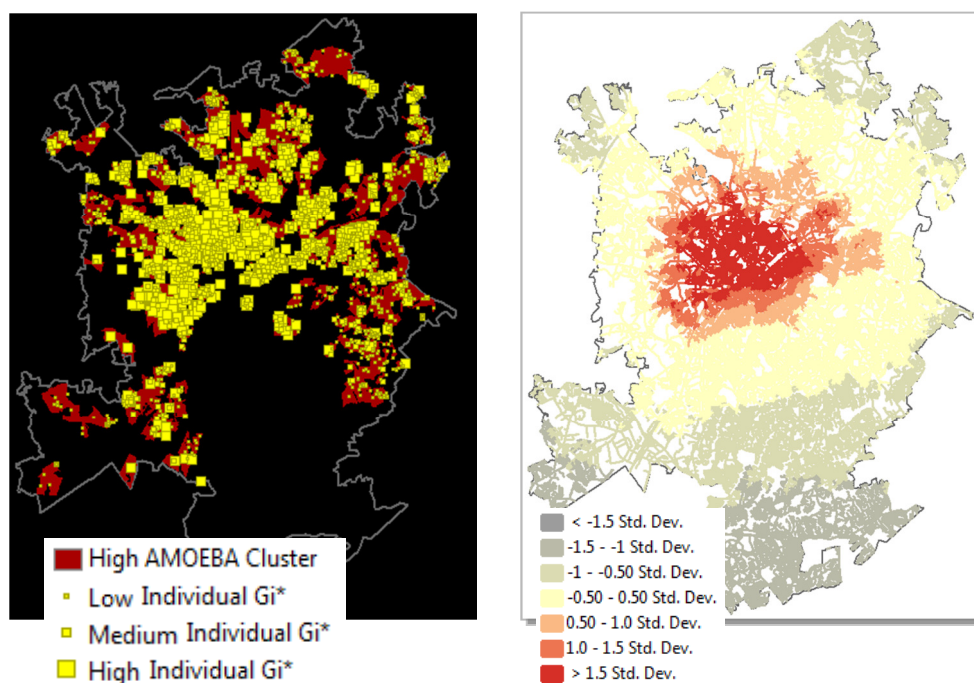 High AMOEBA Cluster
Low Individual Gi*
Medium Individual Gi*
High Individual Gi*
< -1.5 Std. Dev.
-1.5 - -1 Std. Dev.
-1 - -0.50 Std. Dev.
-0.50 - 0.50 Std. Dev.
0.50 - 1.0 Std. Dev.
1.0 - 1.5 Std. Dev.
> 1.5 Std. Dev.